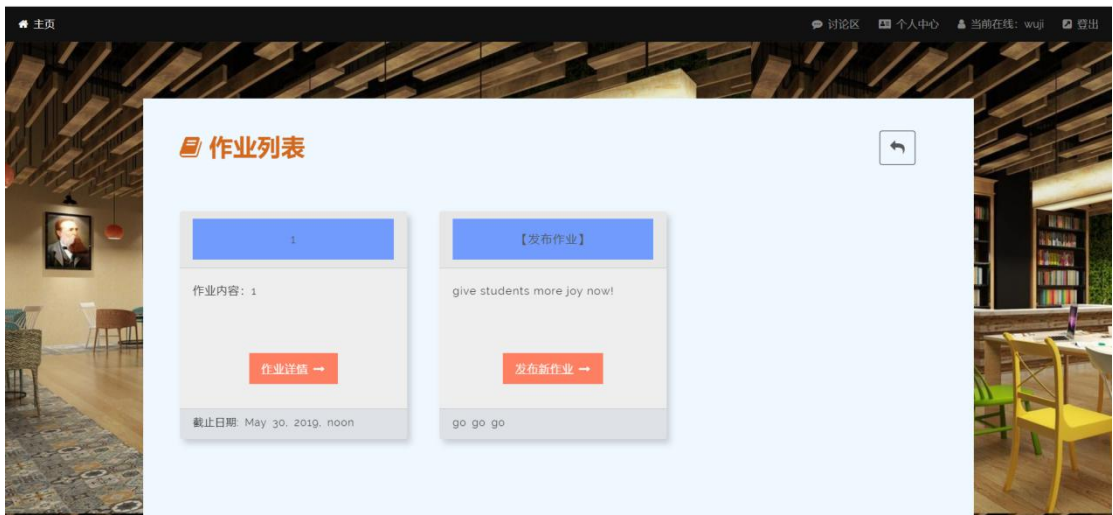 主页
讨论区 个人中心 当前在线: wuji 登出
作业列表
1
作业内容: 1
作业详情
截止日期: May 30, 2019, noon
【发布作业】
give students more joy now!
发布新作业
go go go